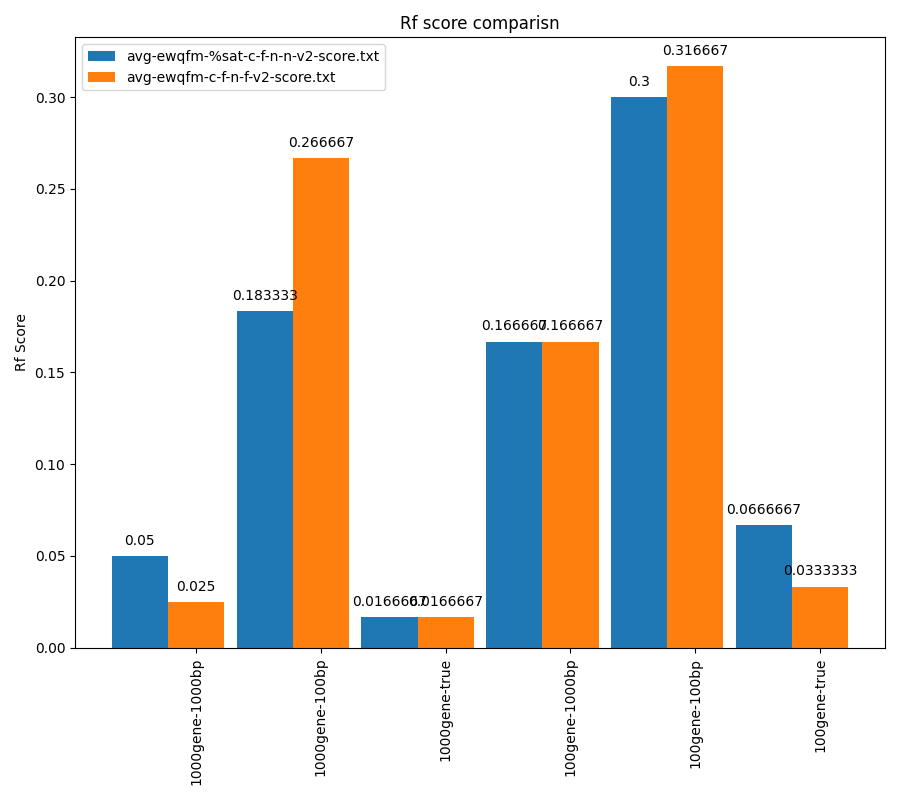 Rf score comparisn
avg-ewqfm-%sat-c-f-n-n-v2-score.txt
avg-ewqfm-c-f-n-f-v2-score.txt
Rf Score
0.30
0.25
0.20
0.15
0.10
0.05
0.00
0.05
0.025
0.183333
0.266667
0.0166667
0.0166667
0.166667
0.166667
0.3
0.316667
0.0666667
0.0333333
1000gene-1000bp
1000gene-100bp
1000gene-true
100gene-1000bp
100gene-100bp
100gene-true